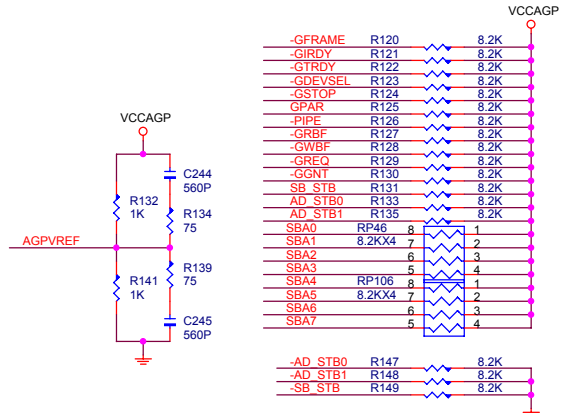 VCCAGP
-GFRAME R120 8.2K
-GIRDY R121 8.2K
-GTRDY R122 8.2K
-GDEVSEL R123 8.2K
-GSTOP R124 8.2K
GPAR R125 8.2K
-PIPE R126 8.2K
-GRBF R127 8.2K
-GWBF R128 8.2K
-GREQ R129 8.2K
-GGNT R130 8.2K
SB_STB R131 8.2K
AD_STB0 R133 8.2K
AD_STB1 R135 8.2K
SBA0 RP46 8 1
SBA1 8.2KX4 7 2
SBA2 6 3
SBA3 5 4
SBA4 RP106 8 1
SBA5 8.2KX4 7 2
SBA6 6 3
SBA7 5 4
-AD_STB0 R147 8.2K
-AD_STB1 R148 8.2K
-SB_STB R149 8.2K
VCCAGP
C244
560P
R132
1K
R134
75
AGPVREF
R139
75
R141
1K
C245
560P